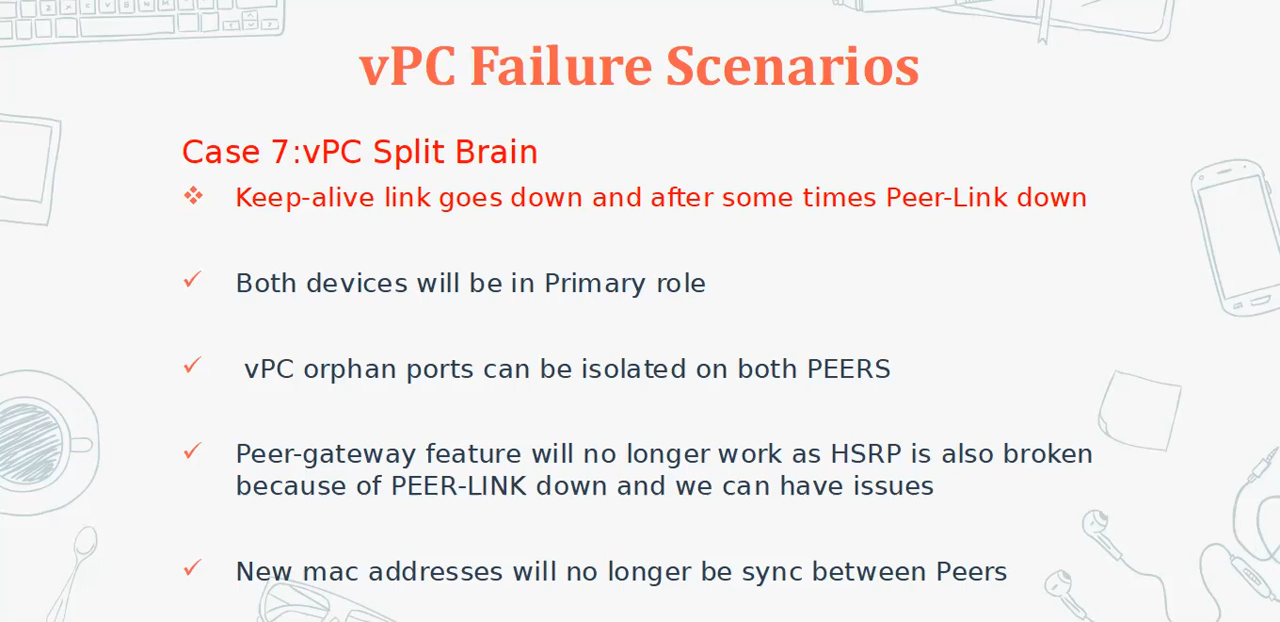 vPC Failure Scenarios
Case 7:vPC Split Brain
Keep-alive link goes down and after some times Peer-Link down
Both devices will be in Primary role
vPC orphan ports can be isolated on both PEERS
Peer-gateway feature will no longer work as HSRP is also broken
because of PEER-LINK down and we can have issues
New mac addresses will no longer be sync between Peers